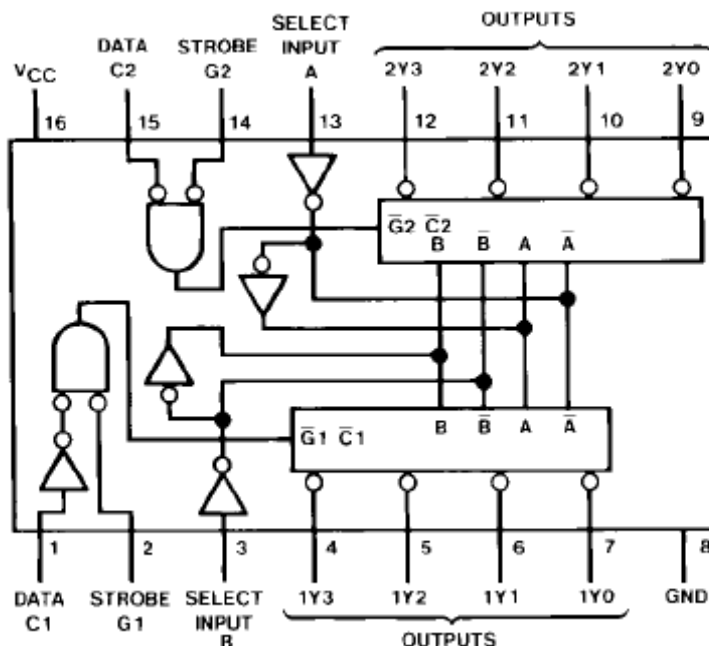 OUTPUTS
SELECT
INPUT
A
STROBE
G2
DATA
C2
VCC
2Y3 2Y2 2Y1 2Y0
16 15 14 13 12 11 10 9
G̅2 C̅2
B B̅ A A̅
G̅1 C̅1
B B̅ A A̅
1 2 3 4 5 6 7 8
DATA
C1
STROBE
G1
SELECT
INPUT
B
1Y3 1Y2 1Y1 1Y0
GND
OUTPUTS